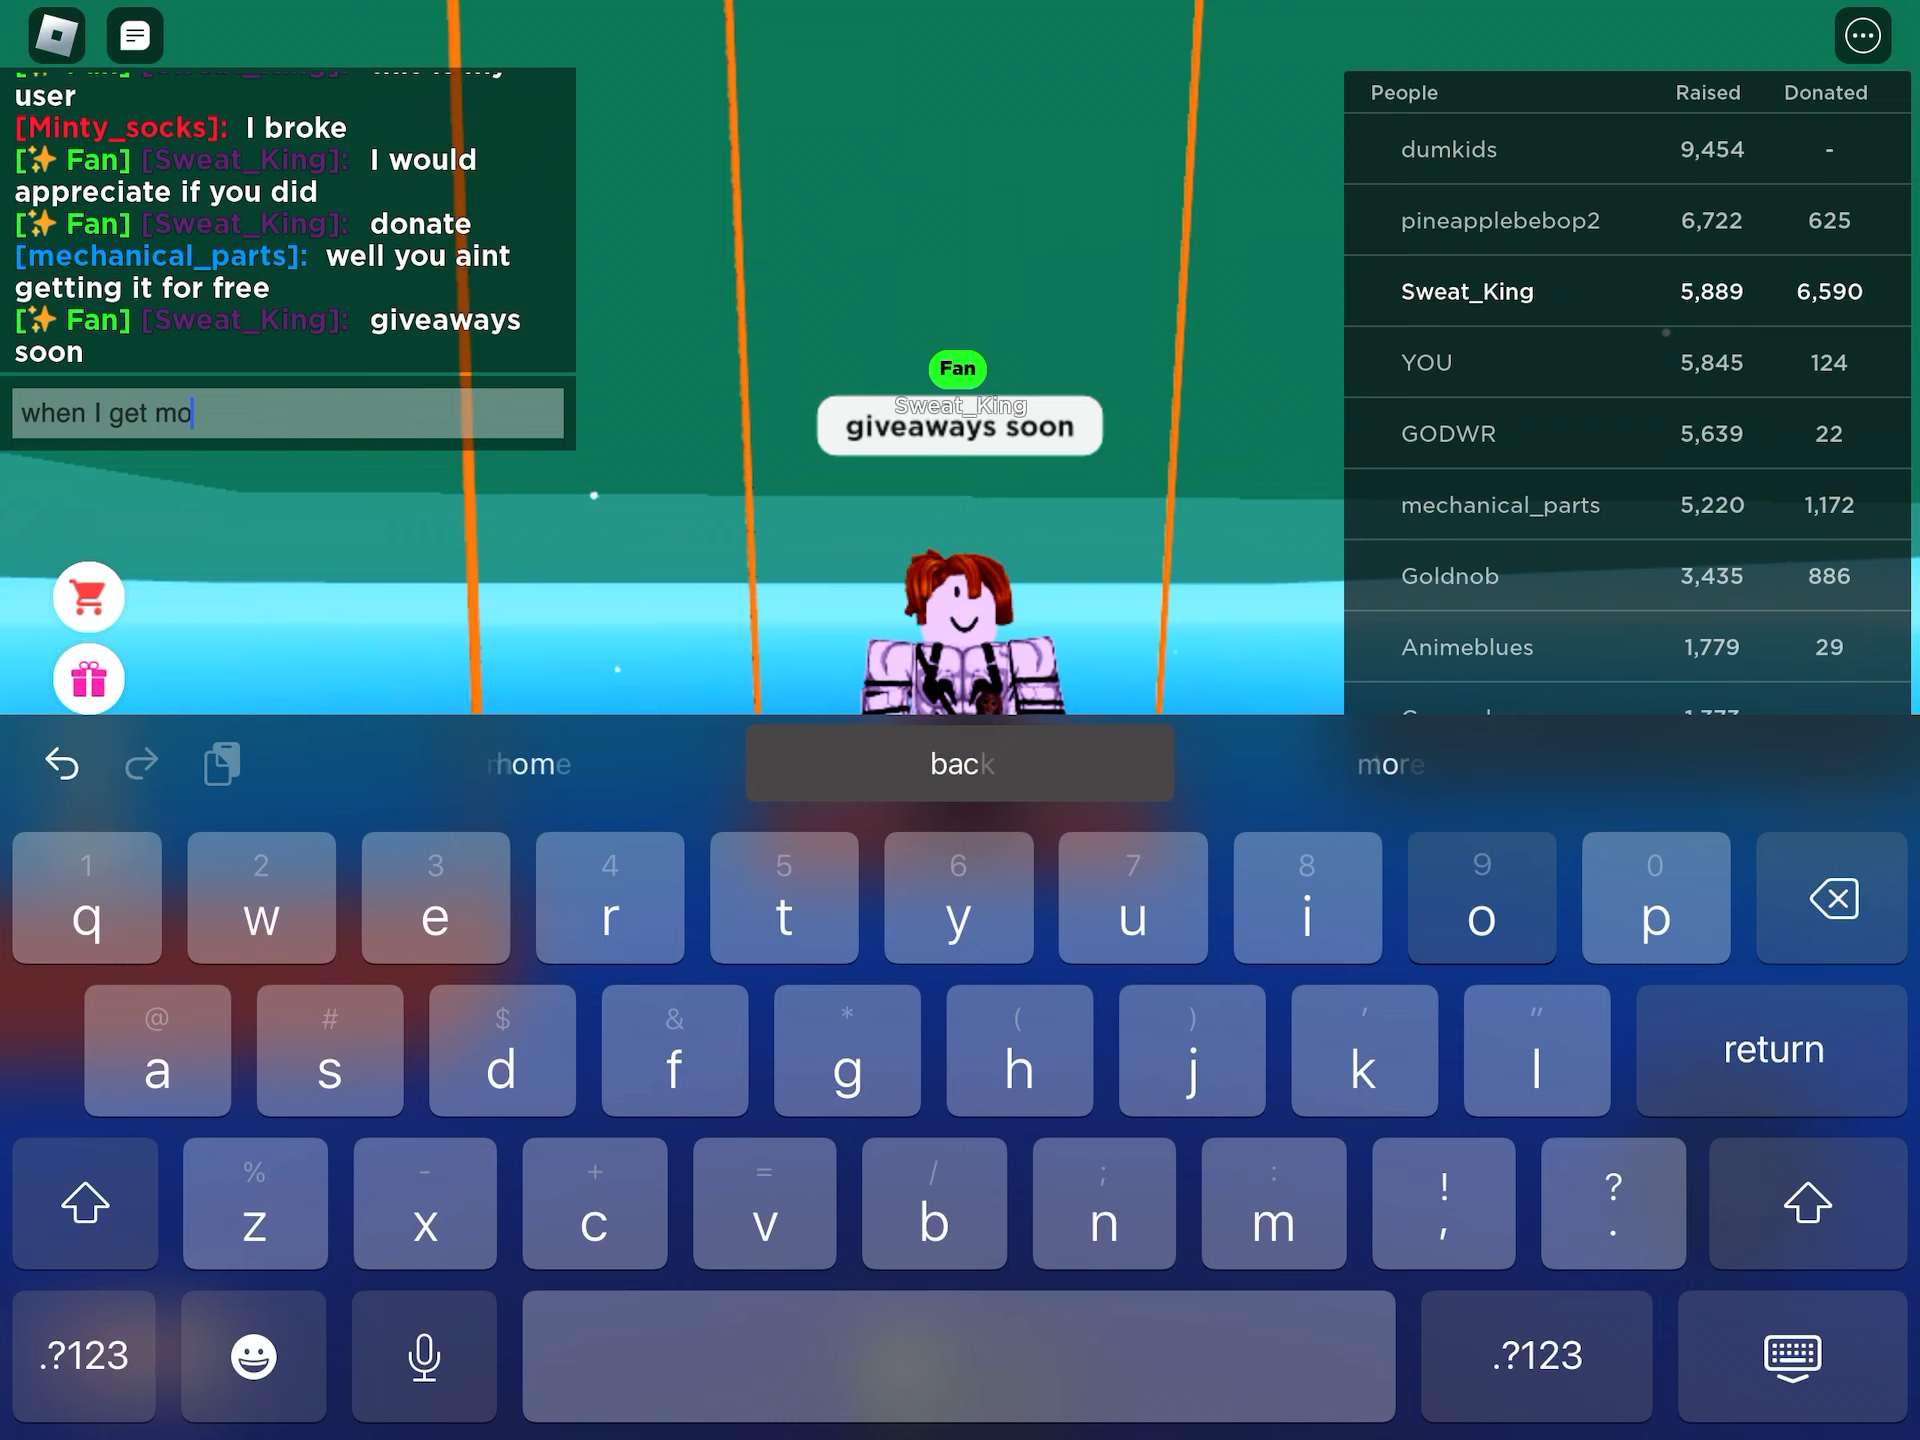 user
[Minty_socks]: I broke
[✨ Fan] [Sweat_King]: I would
appreciate if you did
[✨ Fan] [Sweat_King]: donate
[mechanical_parts]: well you aint
getting it for free
[✨ Fan] [Sweat_King]: giveaways
soon
when I get mo
Fan
Sweat_King
giveaways soon
People Raised Donated
dumkids 9,454 -
pineapplebebop2 6,722 625
Sweat_King 5,889 6,590
YOU 5,845 124
GODWR 5,639 22
mechanical_parts 5,220 1,172
Goldnob 3,435 886
Animeblues 1,779 29
home back more
1 2 3 4 5 6 7 8 9 0
q w e r t y u i o p
@ # $ & * ( ) ' "
a s d f g h j k l return
% - + = / ; : ! ?
z x c v b n m , .
.?123 .?123